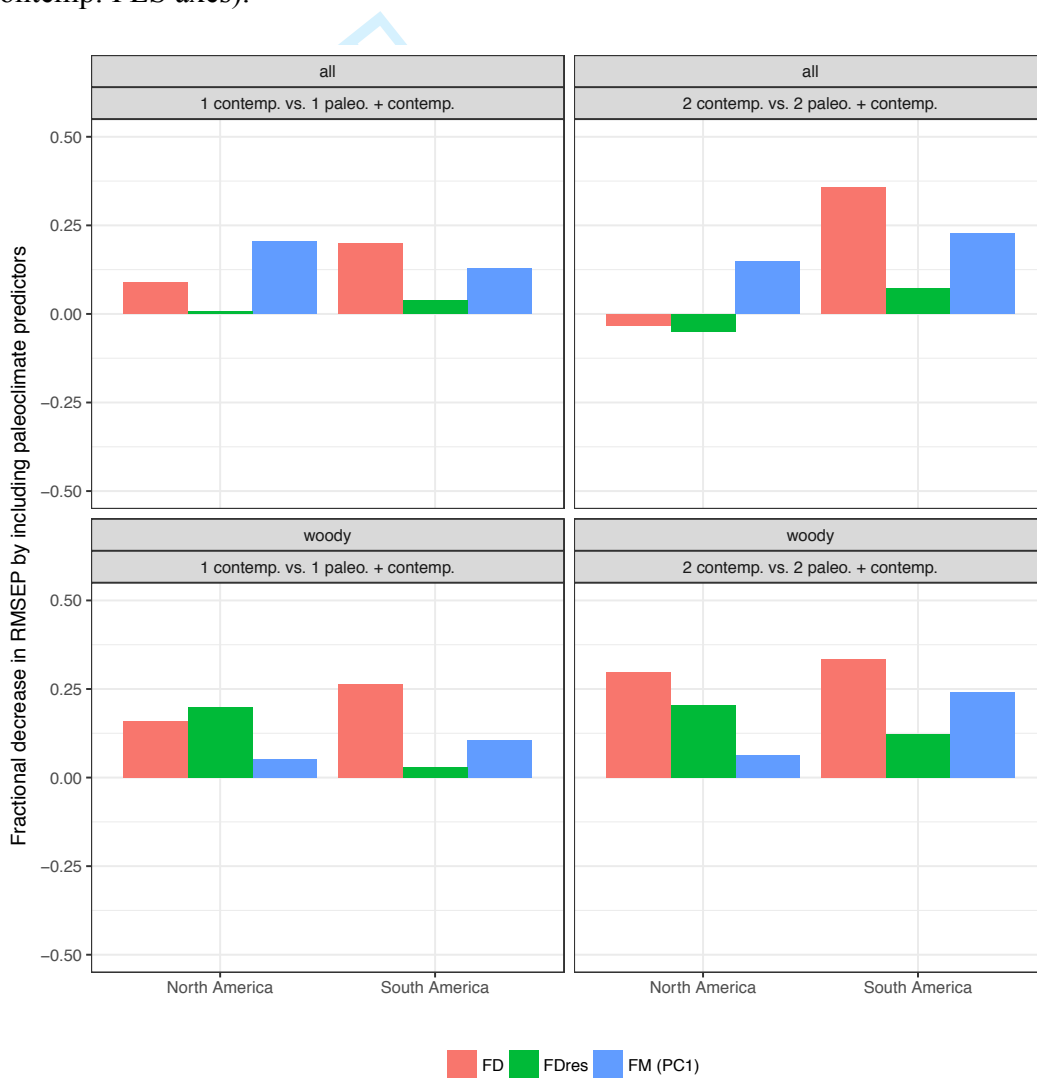 all
all
1 contemp. vs. 1 paleo. + contemp.
2 contemp. vs. 2 paleo. + contemp.
0.50
0.25
0.00
−0.25
−0.50
woody
woody
1 contemp. vs. 1 paleo. + contemp.
2 contemp. vs. 2 paleo. + contemp.
0.50
0.25
0.00
−0.25
−0.50
Fractional decrease in RMSEP by including paleoclimate predictors
North America
South America
North America
South America
FD
FDres
FM (PC1)